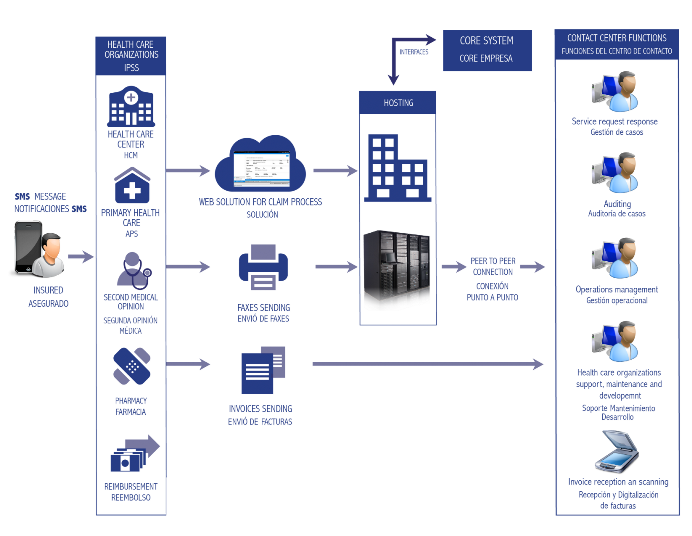 SMS MESSAGE
NOTIFICACIONES SMS
INSURED
ASEGURADO
HEALTH CARE
ORGANIZATIONS
IPSS
HEALTH CARE
CENTER
HCM
PRIMARY HEALTH
CARE
APS
SECOND MEDICAL
OPINION
SEGUNDA OPINIÓN
MÉDICA
PHARMACY
FARMACIA
REIMBURSEMENT
REEMBOLSO
WEB SOLUTION FOR CLAIM PROCESS
SOLUCIÓN
FAXES SENDING
ENVIÓ DE FAXES
INVOICES SENDING
ENVIÓ DE FACTURAS
INTERFACES
CORE SYSTEM
CORE EMPRESA
HOSTING
PEER TO PEER
CONNECTION
CONEXIÓN
PUNTO A PUNTO
CONTACT CENTER FUNCTIONS
FUNCIONES DEL CENTRO DE CONTACTO
Service request response
Gestión de casos
Auditing
Auditoria de casos
Operations management
Gestión operacional
Health care organizations
support, maintenance and
developemnt
Soporte Mantenimiento
Desarrollo
Invoice reception an scanning
Recepción y Digitalización
de facturas